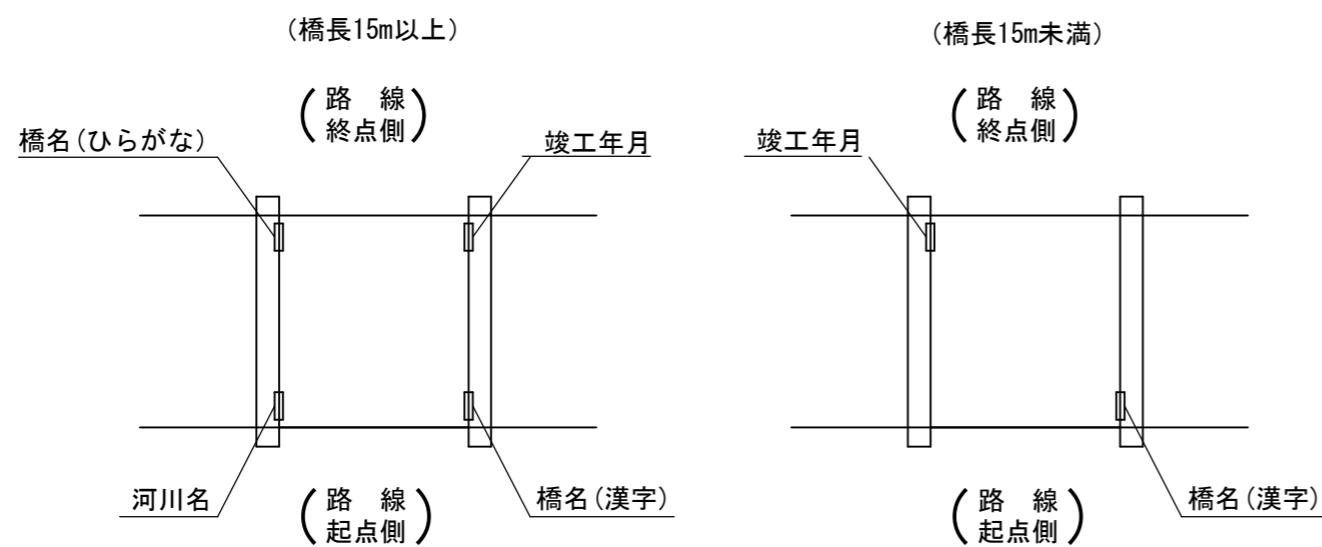 (橋長15m以上)
(路　線
終点側)
橋名(ひらがな)
竣工年月
河川名
(路　線
起点側)
橋名(漢字)
(橋長15m未満)
(路　線
終点側)
竣工年月
(路　線
起点側)
橋名(漢字)